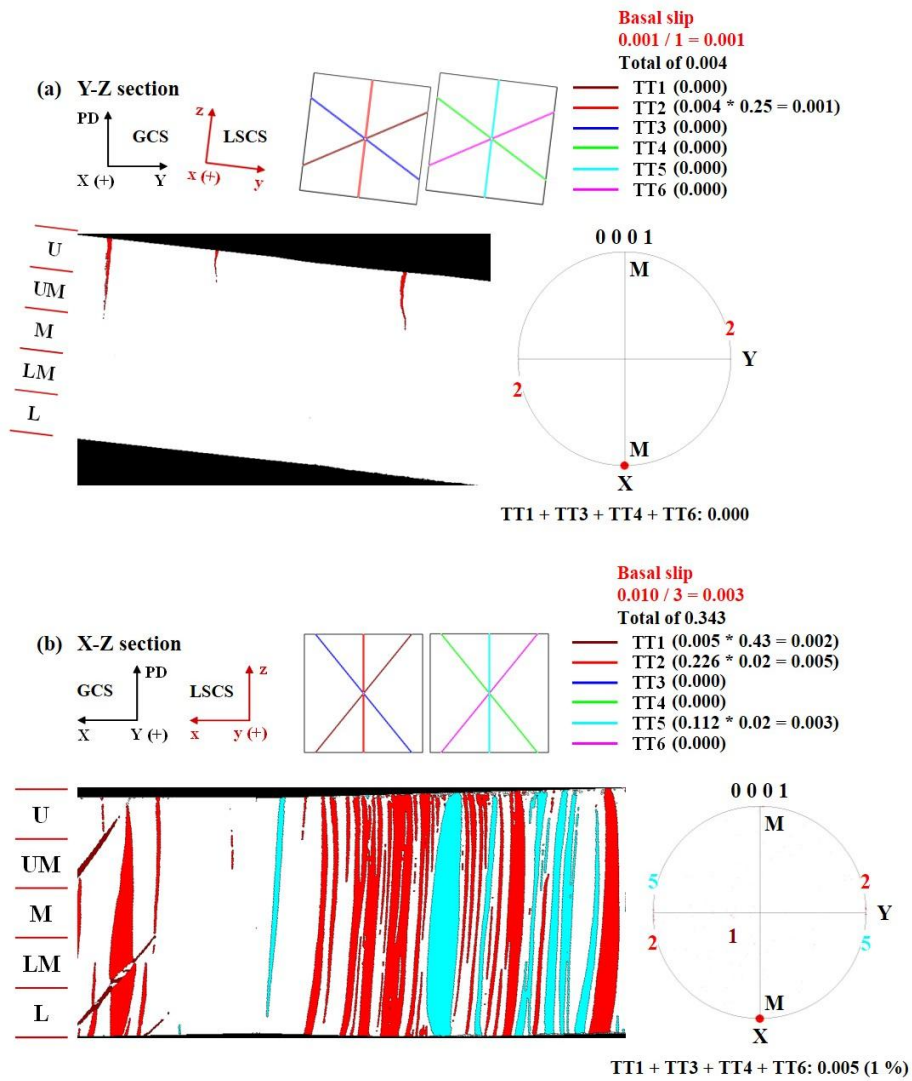 Basal slip
0.001 / 1 = 0.001
Total of 0.004
(a) Y-Z section
TT1 (0.000)
TT2 (0.004 * 0.25 = 0.001)
TT3 (0.000)
TT4 (0.000)
TT5 (0.000)
TT6 (0.000)
PD
GCS
X (+)
Y
z
LSCS
x (+)
y
U
UM
M
LM
L
0 0 0 1
M
2
Y
2
M
X
TT1 + TT3 + TT4 + TT6: 0.000
Basal slip
0.010 / 3 = 0.003
Total of 0.343
(b) X-Z section
TT1 (0.005 * 0.43 = 0.002)
TT2 (0.226 * 0.02 = 0.005)
TT3 (0.000)
TT4 (0.000)
TT5 (0.112 * 0.02 = 0.003)
TT6 (0.000)
PD
GCS
X
Y (+)
z
LSCS
x
y (+)
U
UM
M
LM
L
0 0 0 1
M
5
2
Y
2
1
5
M
X
TT1 + TT3 + TT4 + TT6: 0.005 (1 %)